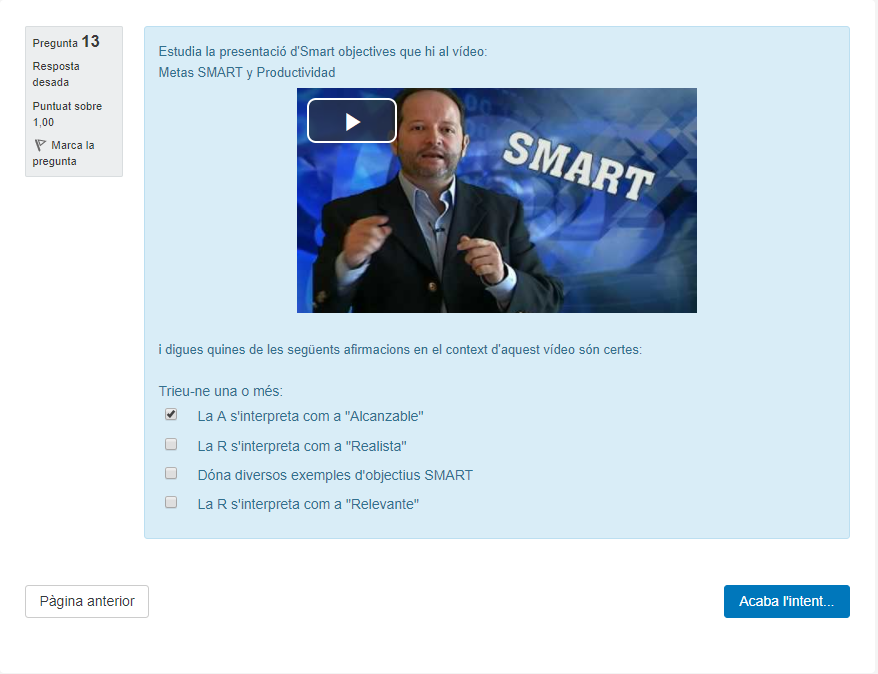 Pregunta 13
Resposta
desada
Puntuat sobre
1,00
Marca la
pregunta
Estudia la presentació d'Smart objectives que hi al vídeo:
Metas SMART y Productividad
SMART
i digues quines de les següents afirmacions en el context d'aquest vídeo són certes:
Trieu-ne una o més:
La A s'interpreta com a "Alcanzable"
La R s'interpreta com a "Realista"
Dóna diversos exemples d'objectius SMART
La R s'interpreta com a "Relevante"
Pàgina anterior
Acaba l'intent...